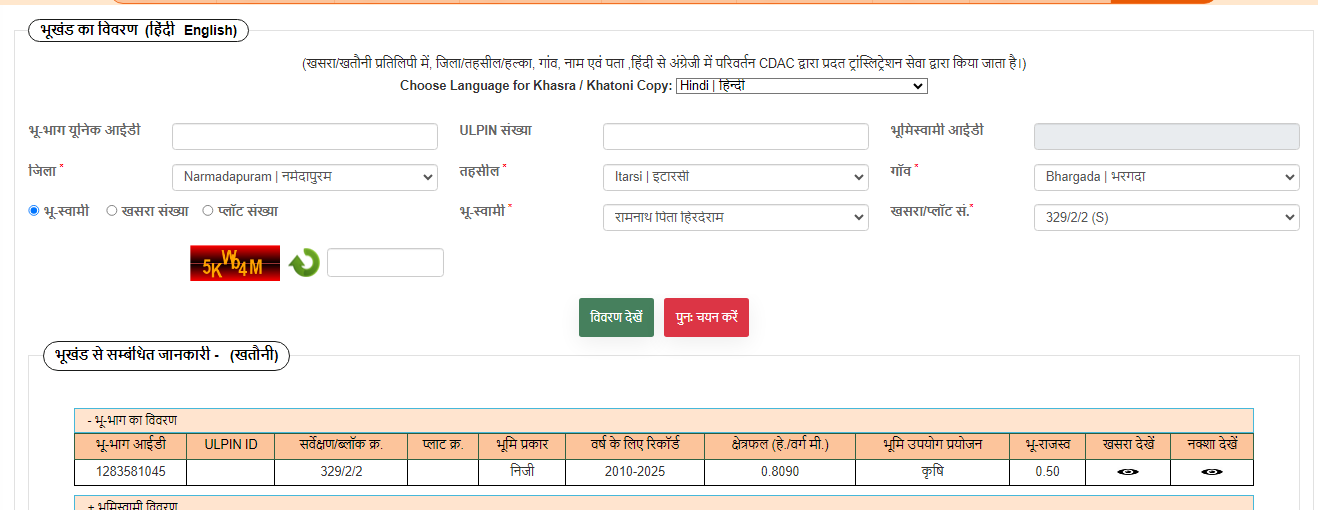 भूखंड का विवरण (हिंदी English)
(खसरा/खतौनी प्रतिलिपी में, जिला/तहसील/हल्का, गांव, नाम एवं पता ,हिंदी से अंग्रेजी में परिवर्तन CDAC द्वारा प्रदत ट्रांस्लिट्रेशन सेवा द्वारा किया जाता है।)
Choose Language for Khasra / Khatoni Copy: Hindi | हिन्दी
भू-भाग यूनिक आईडी ULPIN संख्या भूमिस्वामी आईडी
जिला * Narmadapuram | नर्मदापुरम तहसील * Itarsi | इटारसी गाँव * Bhargada | भरगदा
भू-स्वामी खसरा संख्या प्लॉट संख्या भू-स्वामी * रामनाथ पिता हिरदेराम खसरा/प्लॉट सं.* 329/2/2 (S)
5KWb4M
विवरण देखें पुनः चयन करें
भूखंड से सम्बंधित जानकारी - (खतौनी)
- भू-भाग का विवरण
भू-भाग आईडी ULPIN ID सर्वेक्षण/ब्लॉक क्र. प्लाट क्र. भूमि प्रकार वर्ष के लिए रिकॉर्ड क्षेत्रफल (हे./वर्ग मी.) भूमि उपयोग प्रयोजन भू-राजस्व खसरा देखें नक्शा देखें
1283581045 329/2/2 निजी 2010-2025 0.8090 कृषि 0.50
+ भूमिस्वामी विवरण